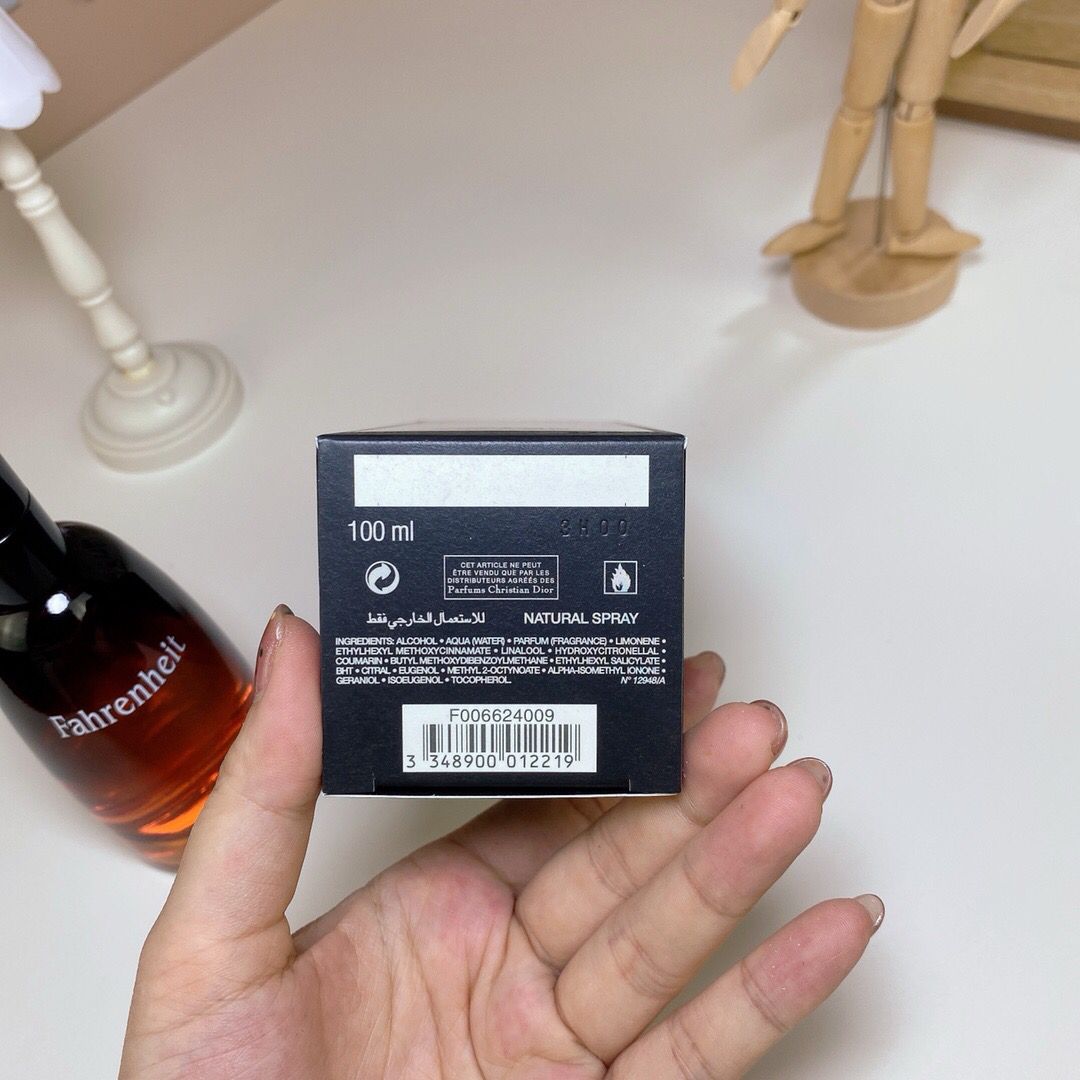 100 ml
3H00
CET ARTICLE NE PEUT
ÊTRE VENDU QUE PAR LES
DISTRIBUTEURS AGRÉÉS DES
Parfums Christian Dior
للاستعمال الخارجي فقط
NATURAL SPRAY
INGREDIENTS: ALCOHOL • AQUA (WATER) • PARFUM (FRAGRANCE) • LIMONENE •
ETHYLHEXYL METHOXYCINNAMATE • LINALOOL • HYDROXYCITRONELLAL
COUMARIN • BUTYL METHOXYDIBENZOYLMETHANE • ETHYLHEXYL SALICYLATE •
BHT • CITRAL • EUGENOL • METHYL 2-OCTYNOATE • ALPHA-ISOMETHYL IONONE •
GERANIOL • ISOEUGENOL • TOCOPHEROL.
N° 12948/A
F006624009
3 348900 012219
Fahrenheit